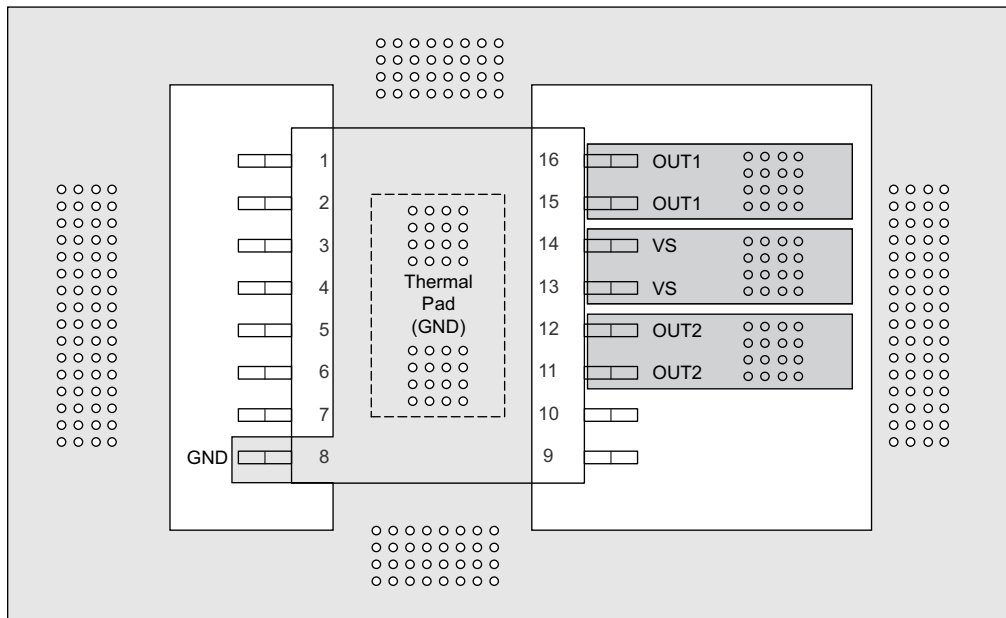 1 16 OUT1
2 15 OUT1
3 14 VS
4 13 VS
Thermal
Pad
(GND)
5 12 OUT2
6 11 OUT2
7 10
GND 8 9